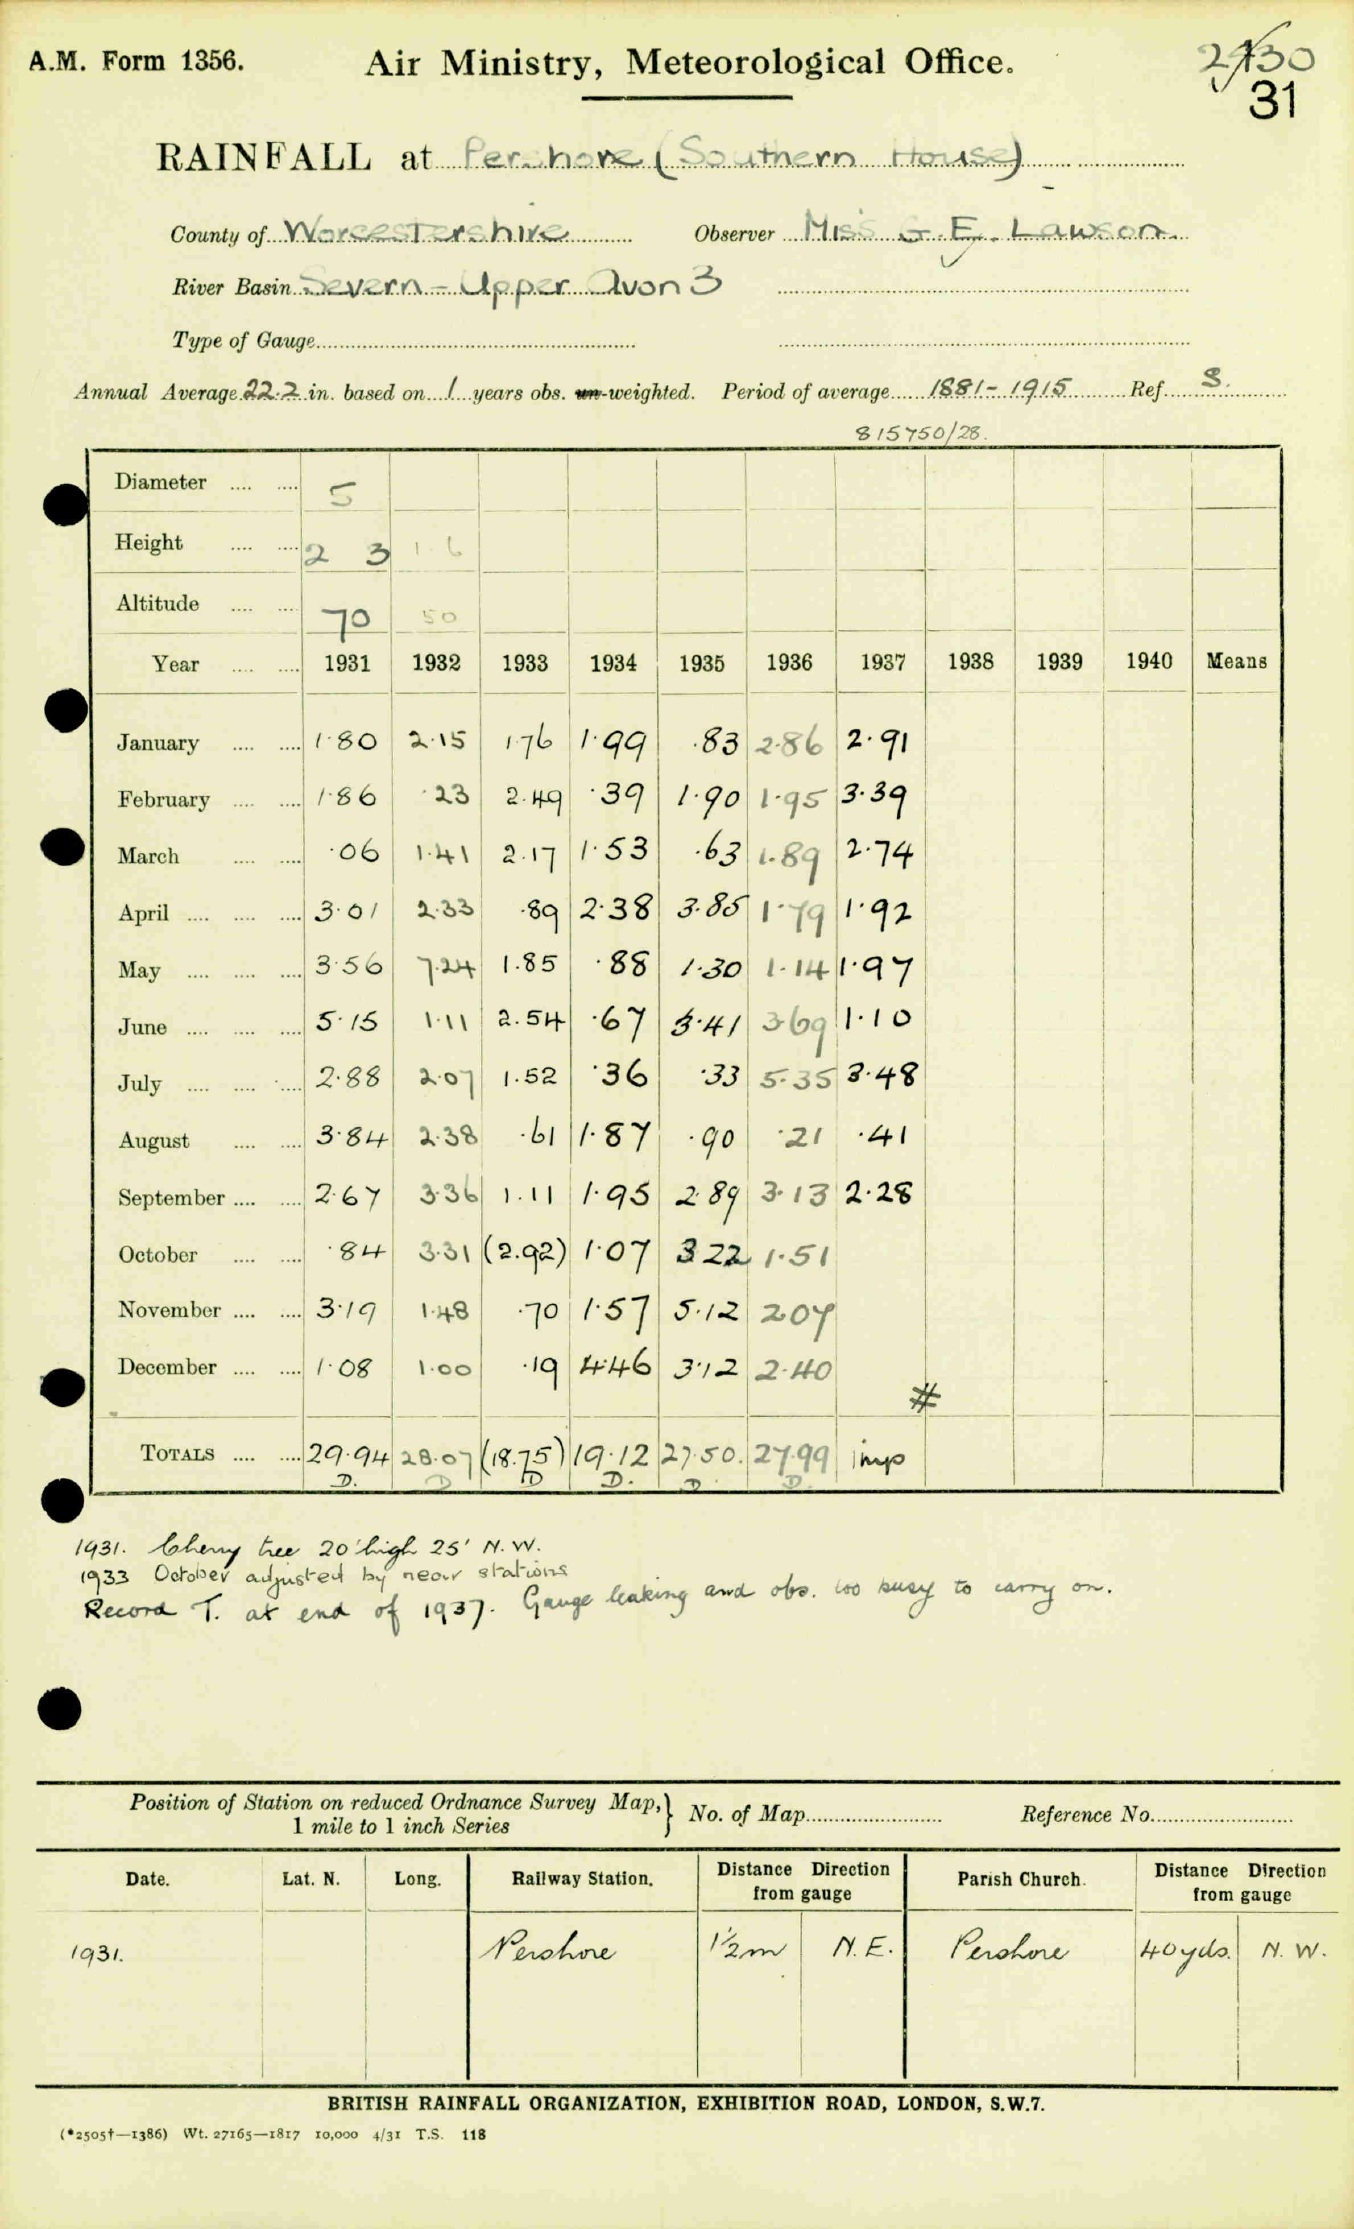 A.M. Form 1356. Air Ministry, Meteorological Office. 2130
31
RAINFALL at Pershore (Southern House)
County of Worcestershire Observer Miss G. E. Lawson.
River Basin Severn - Upper Avon 3
Type of Gauge
Annual Average 22.2 in. based on 1 years obs. un-weighted. Period of average 1881-1915 Ref. S.
815750/28.
Diameter 5
Height 2 3 1 6
Altitude 70 50
Year 1931 1932 1933 1934 1935 1936 1937 1938 1939 1940 Means
January 1.80 2.15 1.76 1.99 .83 2.86 2.91
February 1.86 .23 2.49 .39 1.90 1.95 3.39
March .06 1.41 2.17 1.53 .63 1.89 2.74
April 3.01 2.33 .89 2.38 3.85 1.79 1.92
May 3.56 7.24 1.85 .88 1.30 1.14 1.97
June 5.15 1.11 2.54 .67 3.41 3.69 1.10
July 2.88 2.07 1.52 .36 .33 5.35 3.48
August 3.84 2.38 .61 1.87 .90 .21 .41
September 2.67 3.36 1.11 1.95 2.89 3.13 2.28
October .84 3.31 (2.92) 1.07 3.22 1.51
November 3.19 1.48 .70 1.57 5.12 2.07
December 1.08 1.00 .19 4.46 3.12 2.40
#
TOTALS 29.94 28.07 (18.75) 19.12 27.50. 27.99 imp
D. D D D. D D.
1931. Cherry tree 20' high 25' N.W.
1933 October adjusted by near stations
Record T. at end of 1937. Gauge leaking and obs. too busy to carry on.
Position of Station on reduced Ordnance Survey Map, } No. of Map Reference No.
1 mile to 1 inch Series
Date. Lat. N. Long. Railway Station. Distance Direction from gauge Parish Church. Distance Direction from gauge
1931. Pershore 1½m N.E. Pershore 40yds. N.W.
BRITISH RAINFALL ORGANIZATION, EXHIBITION ROAD, LONDON, S.W.7.
(*2505†—1386) Wt. 27165—1817 10,000 4/31 T.S. 118